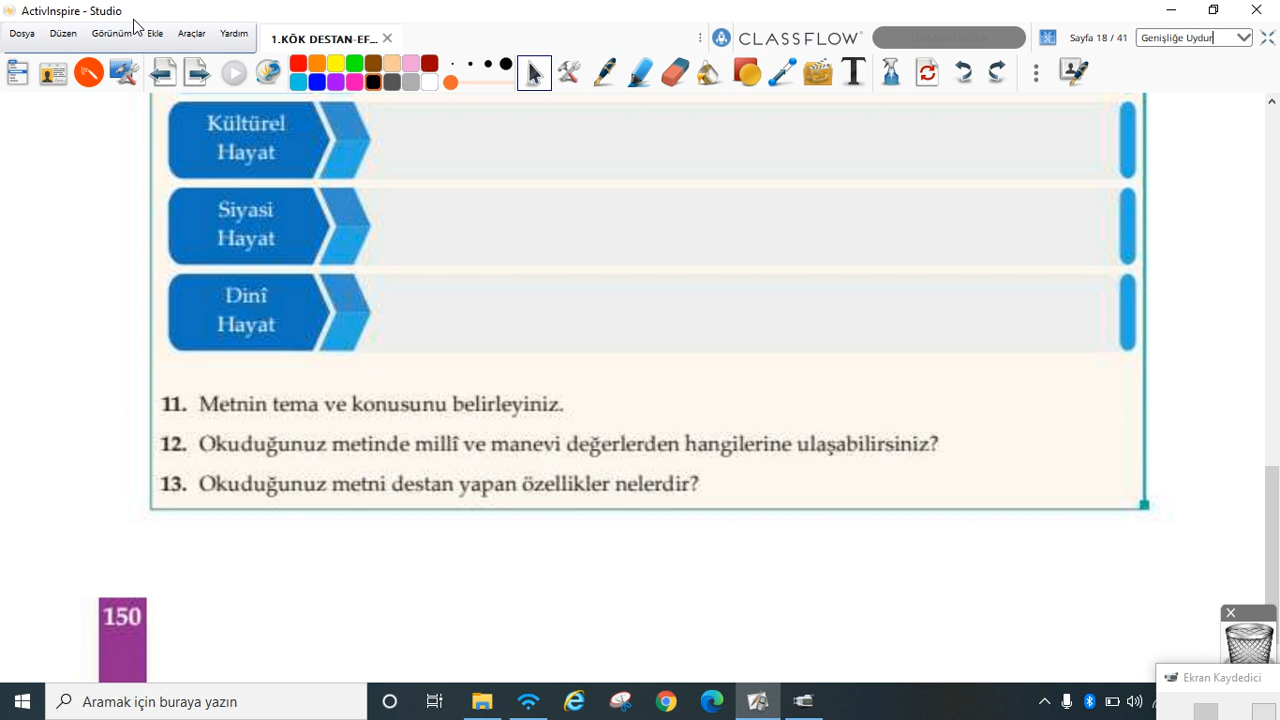 ActivInspire - Studio
Dosya Düzen Görünüm Ekle Araçlar Yardım
1.KÖK DESTAN-EF...
CLASSFLOW
Sayfa 18 / 41
Genişliğe Uydur
Kültürel
Hayat
Siyasi
Hayat
Dinî
Hayat
11. Metnin tema ve konusunu belirleyiniz.
12. Okuduğunuz metinde millî ve manevi değerlerden hangilerine ulaşabilirsiniz?
13. Okuduğunuz metni destan yapan özellikler nelerdir?
150
X
Ekran Kaydedici
Aramak için buraya yazın